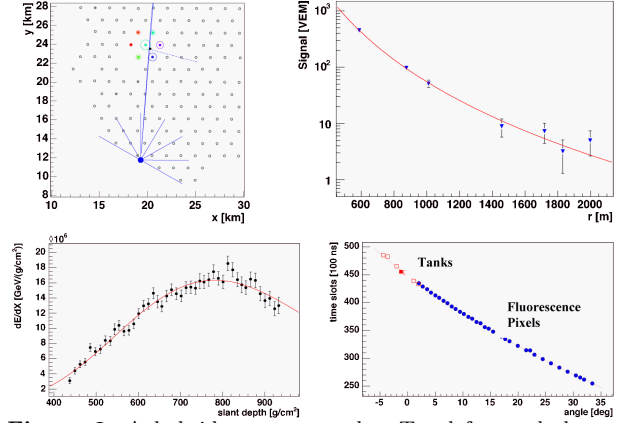 y [km]
28
26
24
22
20
18
16
14
12
10
8
10 15 20 25 30
x [km]
Signal [VEM]
10³
10²
10
1
600 800 1000 1200 1400 1600 1800 2000
r [m]
×10⁶
dE/dX [GeV/(g/cm²)]
20
18
16
14
12
10
8
6
4
2
400 500 600 700 800 900
slant depth [g/cm²]
time slots [100 ns]
500
450
400
350
300
250
Tanks
Fluorescence
Pixels
-5 0 5 10 15 20 25 30 35
angle [deg]